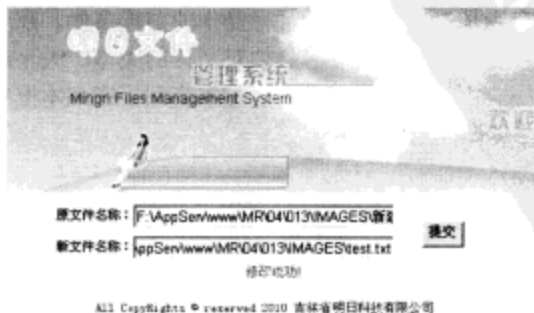 明日文件
管理系统
Mingri Files Management System
原文件名称：F:\AppServ\www\MR\04\013\IMAGES\新建
新文件名称：ppServ\www\MR\04\013\IMAGES\test.txt
提交
修改成功!
All CopyRights © reserved 2010 吉林省明日科技有限公司